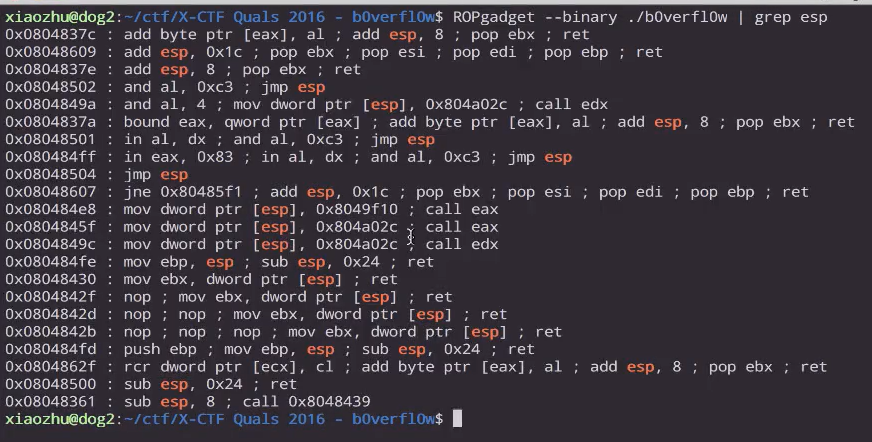 xiaozhu@dog2:~/ctf/X-CTF Quals 2016 - b0verfl0w$ ROPgadget --binary ./b0verfl0w | grep esp
0x0804837c : add byte ptr [eax], al ; add esp, 8 ; pop ebx ; ret
0x08048609 : add esp, 0x1c ; pop ebx ; pop esi ; pop edi ; pop ebp ; ret
0x0804837e : add esp, 8 ; pop ebx ; ret
0x08048502 : and al, 0xc3 ; jmp esp
0x0804849a : and al, 4 ; mov dword ptr [esp], 0x804a02c ; call edx
0x0804837a : bound eax, qword ptr [eax] ; add byte ptr [eax], al ; add esp, 8 ; pop ebx ; ret
0x08048501 : in al, dx ; and al, 0xc3 ; jmp esp
0x080484ff : in eax, 0x83 ; in al, dx ; and al, 0xc3 ; jmp esp
0x08048504 : jmp esp
0x08048607 : jne 0x80485f1 ; add esp, 0x1c ; pop ebx ; pop esi ; pop edi ; pop ebp ; ret
0x080484e8 : mov dword ptr [esp], 0x8049f10 ; call eax
0x0804845f : mov dword ptr [esp], 0x804a02c ; call eax
0x0804849c : mov dword ptr [esp], 0x804a02c ; call edx
0x080484fe : mov ebp, esp ; sub esp, 0x24 ; ret
0x08048430 : mov ebx, dword ptr [esp] ; ret
0x0804842f : nop ; mov ebx, dword ptr [esp] ; ret
0x0804842d : nop ; nop ; mov ebx, dword ptr [esp] ; ret
0x0804842b : nop ; nop ; nop ; mov ebx, dword ptr [esp] ; ret
0x080484fd : push ebp ; mov ebp, esp ; sub esp, 0x24 ; ret
0x0804862f : rcr dword ptr [ecx], cl ; add byte ptr [eax], al ; add esp, 8 ; pop ebx ; ret
0x08048500 : sub esp, 0x24 ; ret
0x08048361 : sub esp, 8 ; call 0x8048439
xiaozhu@dog2:~/ctf/X-CTF Quals 2016 - b0verfl0w$